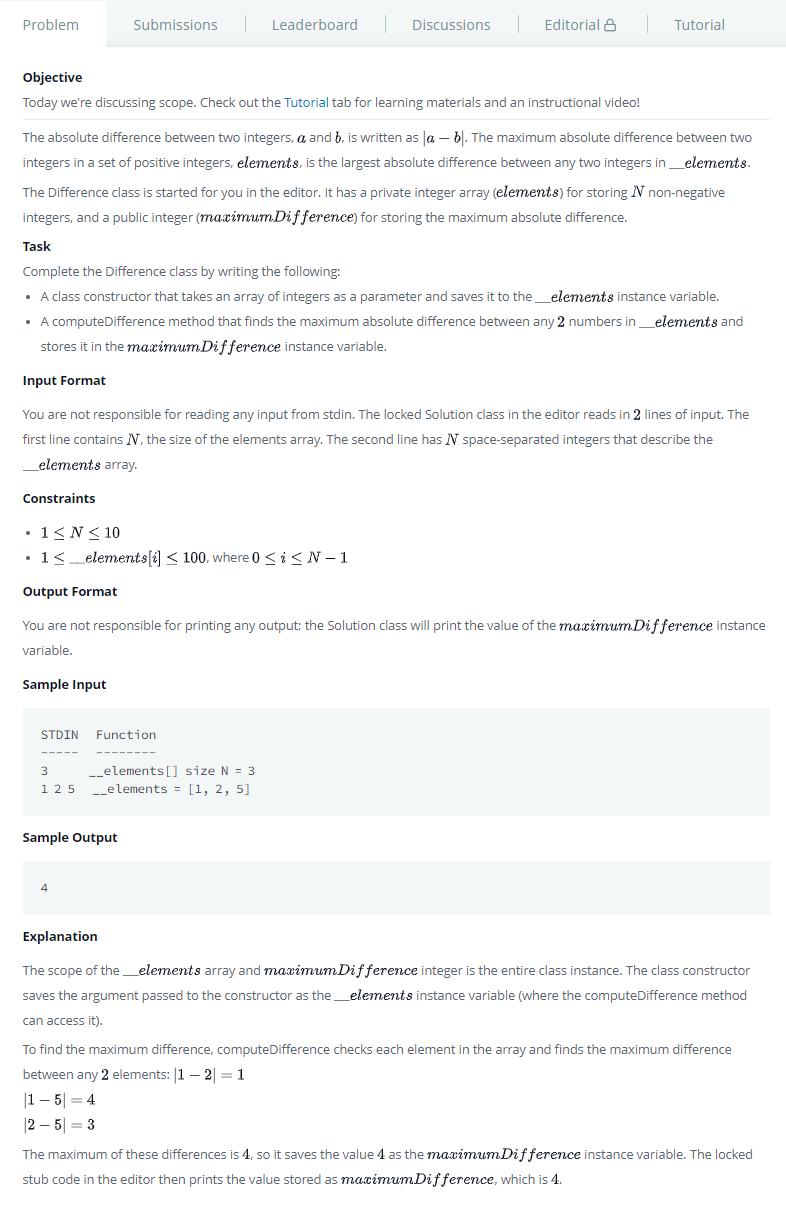 Problem
Submissions
Leaderboard
Discussions
Editorial
Tutorial
Objective
Today we're discussing scope. Check out the Tutorial tab for learning materials and an instructional video!
The absolute difference between two integers, a and b, is written as |a − b|. The maximum absolute difference between two
integers in a set of positive integers, elements, is the largest absolute difference between any two integers in __elements.
The Difference class is started for you in the editor. It has a private integer array (elements) for storing N non-negative
integers, and a public integer (maximumDifference) for storing the maximum absolute difference.
Task
Complete the Difference class by writing the following:
• A class constructor that takes an array of integers as a parameter and saves it to the __elements instance variable.
• A computeDifference method that finds the maximum absolute difference between any 2 numbers in __elements and
stores it in the maximumDifference instance variable.
Input Format
You are not responsible for reading any input from stdin. The locked Solution class in the editor reads in 2 lines of input. The
first line contains N, the size of the elements array. The second line has N space-separated integers that describe the
__elements array.
Constraints
• 1 ≤ N ≤ 10
• 1 ≤ __elements[i] ≤ 100, where 0 ≤ i ≤ N − 1
Output Format
You are not responsible for printing any output; the Solution class will print the value of the maximumDifference instance
variable.
Sample Input
STDIN Function
----- --------
3 __elements[] size N = 3
1 2 5 __elements = [1, 2, 5]
Sample Output
4
Explanation
The scope of the __elements array and maximumDifference integer is the entire class instance. The class constructor
saves the argument passed to the constructor as the __elements instance variable (where the computeDifference method
can access it).
To find the maximum difference, computeDifference checks each element in the array and finds the maximum difference
between any 2 elements: |1 − 2| = 1
|1 − 5| = 4
|2 − 5| = 3
The maximum of these differences is 4, so it saves the value 4 as the maximumDifference instance variable. The locked
stub code in the editor then prints the value stored as maximumDifference, which is 4.